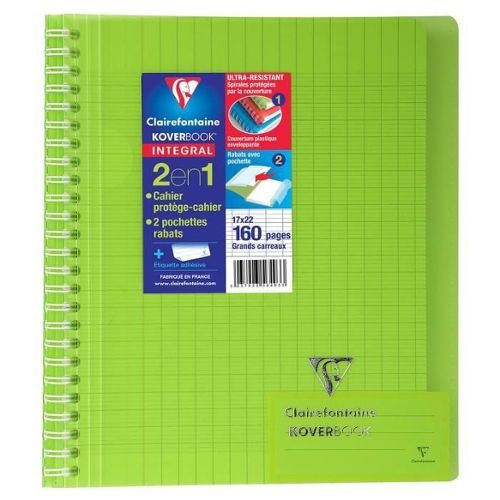 Clairefontaine
KOVERBOOK
INTEGRAL
2en1
• Cahier
protège-cahier
• 2 pochettes
rabats
+
Étiquette adhésive
FABRIQUÉ EN FRANCE
www.clairefontaine.com
ULTRA-RESISTANT
Spirales protégées
par la couverture
1
Couverture plastique
enveloppante
Rabats avec
pochette
2
17x22
160 pages
Grands carreaux
Clairefontaine
KOVERBOOK
Clairefontaine.com